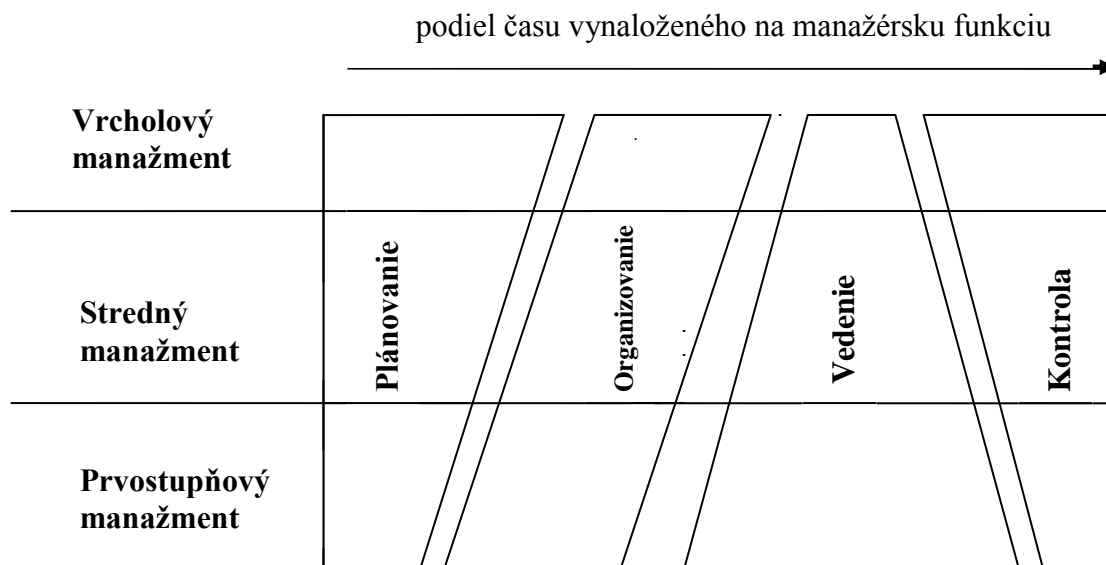 podiel času vynaloženého na manažérsku funkciu
Vrcholový
manažment
Stredný
manažment
Plánovanie
Organizovanie
Vedenie
Kontrola
Prvostupňový
manažment